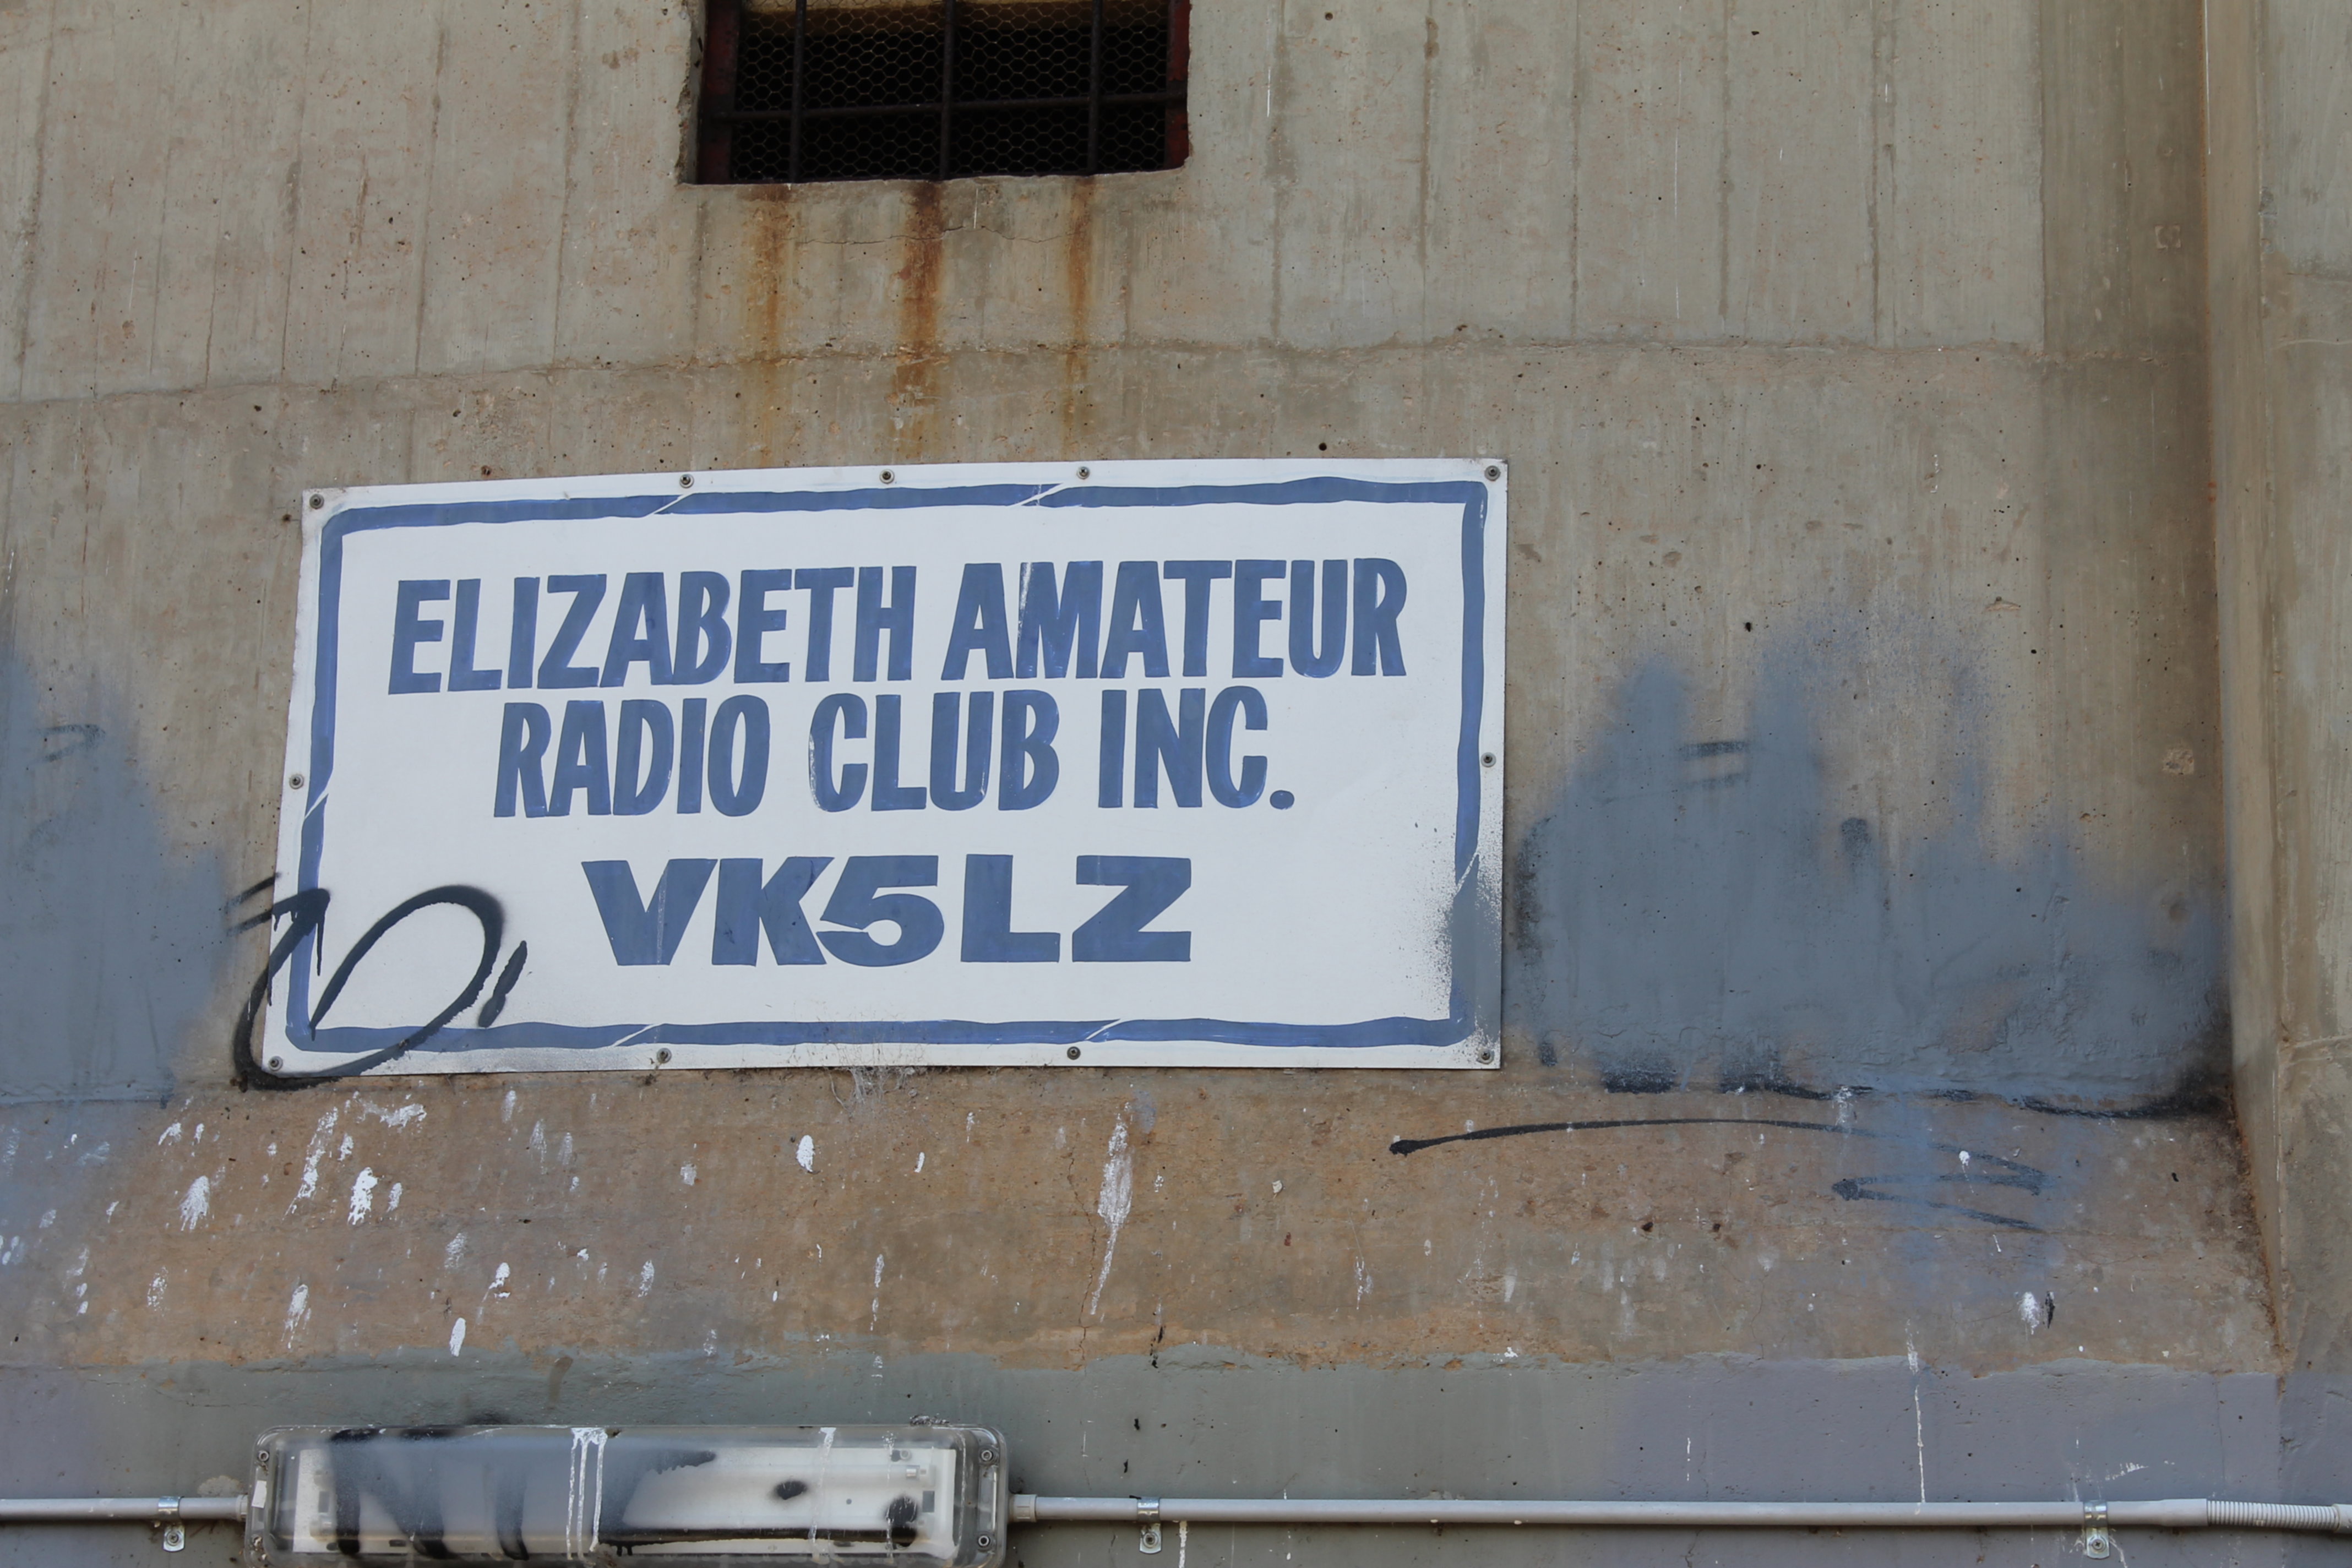 ELIZABETH AMATEUR
RADIO CLUB INC.
VK5LZ